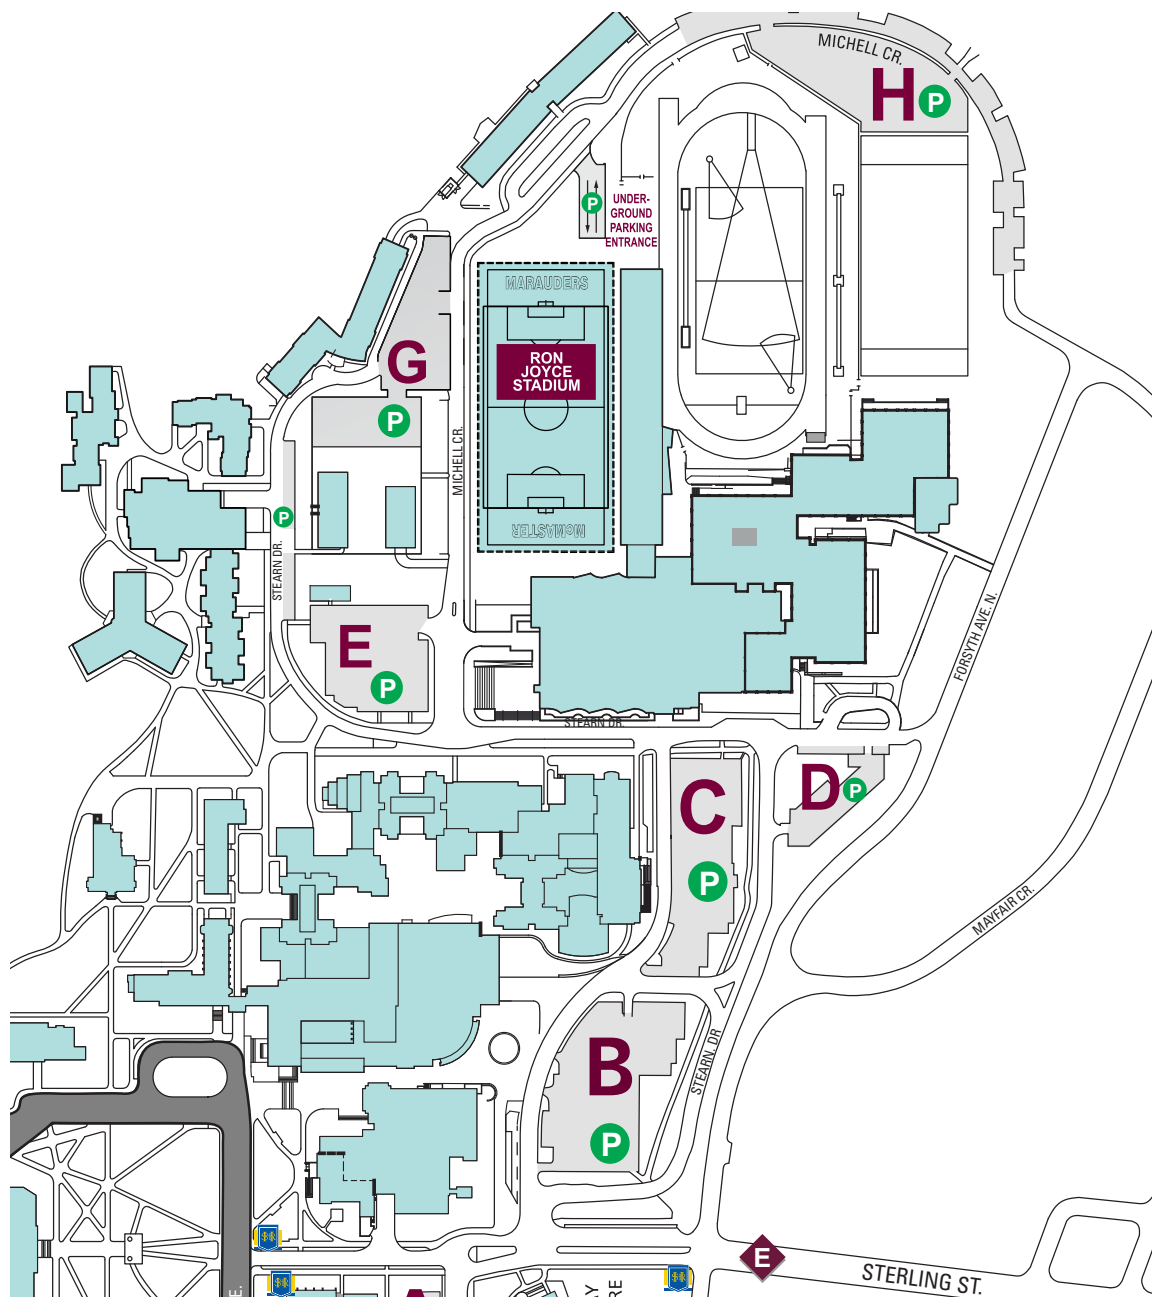 MICHELL CR.
H
P
P
UNDER-
GROUND
PARKING
ENTRANCE
MARAUDERS
G
RON
JOYCE
STADIUM
P
MICHELL CR.
McMASTER
P
STEARN DR.
E
P
FORSYTH AVE. N.
STEARN DR.
C
D
P
P
MAYFAIR CR.
B
STEARN. DR
P
E
STERLING ST.
E.
RE